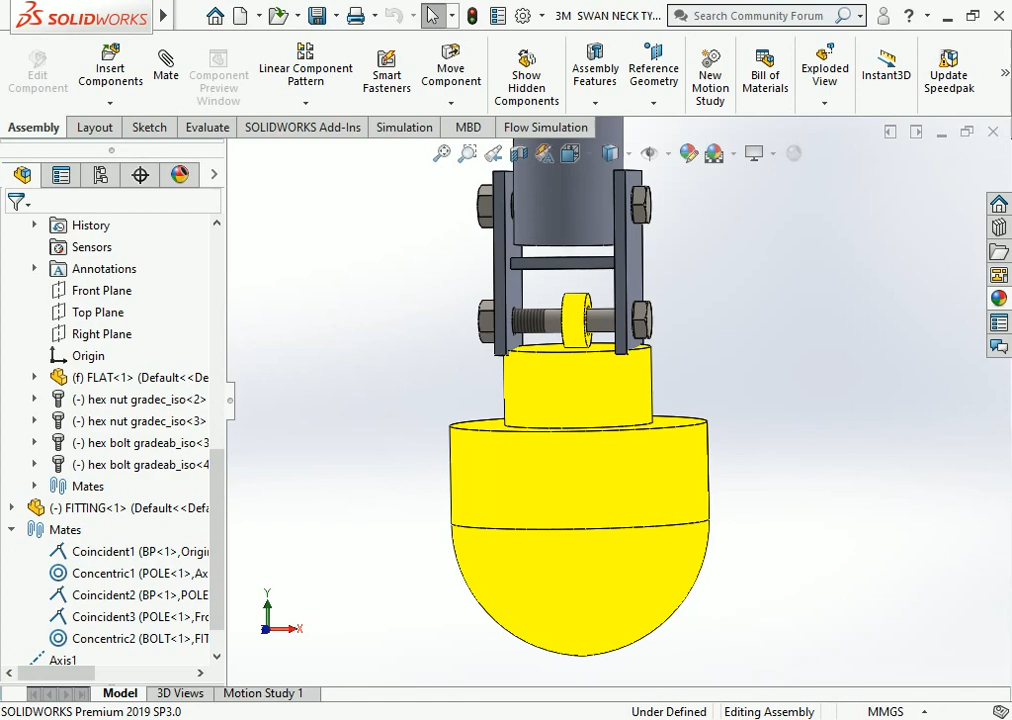 SOLIDWORKS
3M SWAN NECK TY...
Search Community Forum
?
Edit Component
Insert Components
Mate
Component Preview Window
Linear Component Pattern
Smart Fasteners
Move Component
Show Hidden Components
Assembly Features
Reference Geometry
New Motion Study
Bill of Materials
Exploded View
Instant3D
Update Speedpak
Assembly Layout Sketch Evaluate SOLIDWORKS Add-Ins Simulation MBD Flow Simulation
History
Sensors
Annotations
Front Plane
Top Plane
Right Plane
Origin
(f) FLAT<1> (Default<<De
(-) hex nut gradec_iso<2>
(-) hex nut gradec_iso<3>
(-) hex bolt gradeab_iso<3
(-) hex bolt gradeab_iso<4
Mates
(-) FITTING<1> (Default<<Defa
Mates
Coincident1 (BP<1>,Origin
Concentric1 (POLE<1>,Ax
Coincident2 (BP<1>,POLE
Coincident3 (POLE<1>,Fro
Concentric2 (BOLT<1>,FIT
Axis1
Y
X
Model 3D Views Motion Study 1
SOLIDWORKS Premium 2019 SP3.0
Under Defined Editing Assembly MMGS